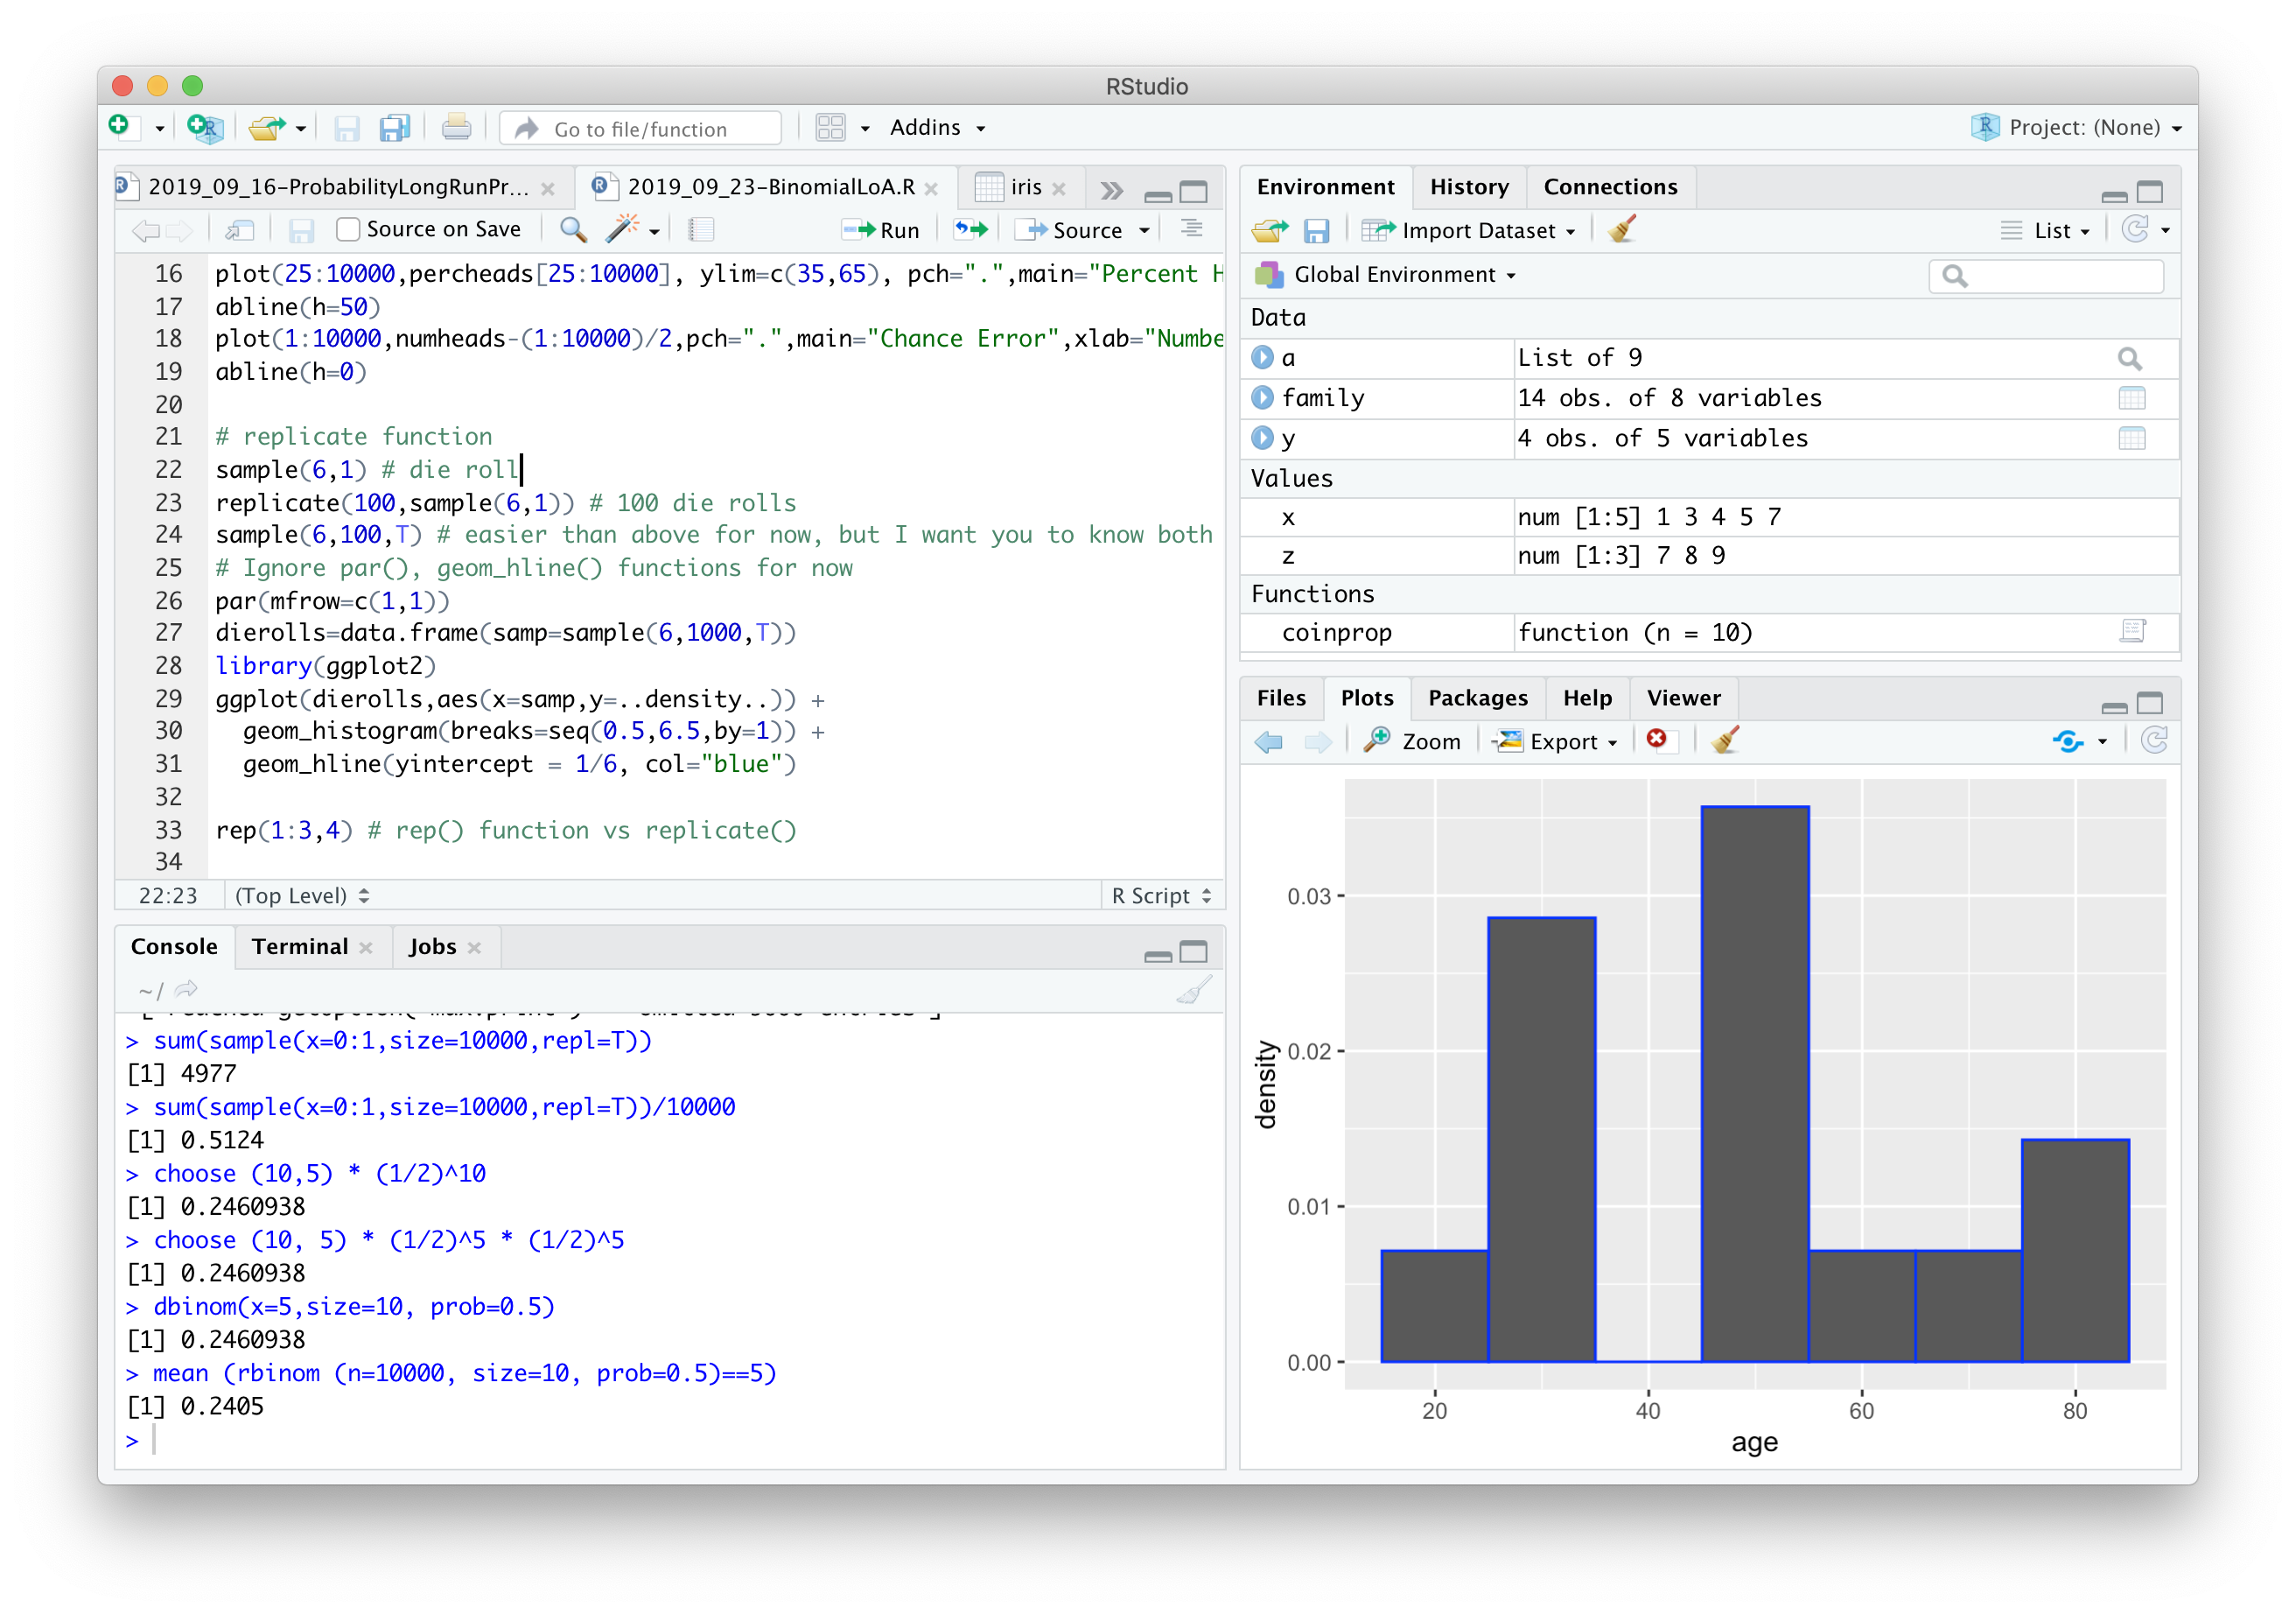 RStudio
Go to file/function
Addins
Project: (None)
2019_09_16-ProbabilityLongRunPr...
2019_09_23-BinomialLoA.R
iris
Source on Save
Run
Source
16 plot(25:10000,percheads[25:10000], ylim=c(35,65), pch=".",main="Percent H
17 abline(h=50)
18 plot(1:10000,numheads-(1:10000)/2,pch=".",main="Chance Error",xlab="Numbe
19 abline(h=0)
20
21 # replicate function
22 sample(6,1) # die roll
23 replicate(100,sample(6,1)) # 100 die rolls
24 sample(6,100,T) # easier than above for now, but I want you to know both
25 # Ignore par(), geom_hline() functions for now
26 par(mfrow=c(1,1))
27 dierolls=data.frame(samp=sample(6,1000,T))
28 library(ggplot2)
29 ggplot(dierolls,aes(x=samp,y=..density..)) +
30 geom_histogram(breaks=seq(0.5,6.5,by=1)) +
31 geom_hline(yintercept = 1/6, col="blue")
32
33 rep(1:3,4) # rep() function vs replicate()
34
22:23 (Top Level) R Script
Console Terminal Jobs
~/
> sum(sample(x=0:1,size=10000,repl=T))
[1] 4977
> sum(sample(x=0:1,size=10000,repl=T))/10000
[1] 0.5124
> choose (10,5) * (1/2)^10
[1] 0.2460938
> choose (10, 5) * (1/2)^5 * (1/2)^5
[1] 0.2460938
> dbinom(x=5,size=10, prob=0.5)
[1] 0.2460938
> mean (rbinom (n=10000, size=10, prob=0.5)==5)
[1] 0.2405
>
Environment History Connections
Import Dataset
List
Global Environment
Data
a List of 9
family 14 obs. of 8 variables
y 4 obs. of 5 variables
Values
x num [1:5] 1 3 4 5 7
z num [1:3] 7 8 9
Functions
coinprop function (n = 10)
Files Plots Packages Help Viewer
Zoom Export
0.03
0.02
0.01
0.00
density
20 40 60 80
age